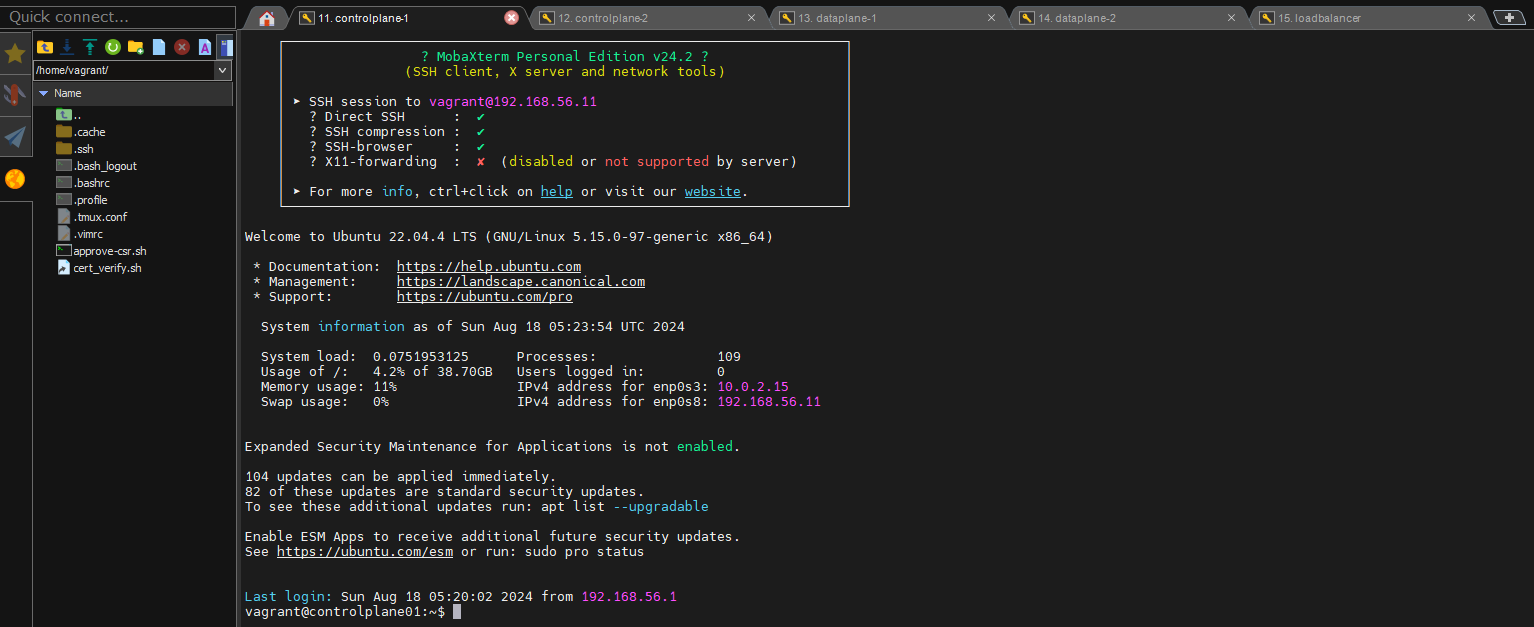 Quick connect...
11. controlplane-1
12. controlplane-2
13. dataplane-1
14. dataplane-2
15. loadbalancer
/home/vagrant/
Name
..
.cache
.ssh
.bash_logout
.bashrc
.profile
.tmux.conf
.vimrc
approve-csr.sh
cert_verify.sh
? MobaXterm Personal Edition v24.2 ?
(SSH client, X server and network tools)
➤ SSH session to vagrant@192.168.56.11
? Direct SSH : ✔
? SSH compression : ✔
? SSH-browser : ✔
? X11-forwarding : ✘ (disabled or not supported by server)
➤ For more info, ctrl+click on help or visit our website.
Welcome to Ubuntu 22.04.4 LTS (GNU/Linux 5.15.0-97-generic x86_64)
* Documentation: https://help.ubuntu.com
* Management: https://landscape.canonical.com
* Support: https://ubuntu.com/pro
System information as of Sun Aug 18 05:23:54 UTC 2024
System load: 0.0751953125 Processes: 109
Usage of /: 4.2% of 38.70GB Users logged in: 0
Memory usage: 11% IPv4 address for enp0s3: 10.0.2.15
Swap usage: 0% IPv4 address for enp0s8: 192.168.56.11
Expanded Security Maintenance for Applications is not enabled.
104 updates can be applied immediately.
82 of these updates are standard security updates.
To see these additional updates run: apt list --upgradable
Enable ESM Apps to receive additional future security updates.
See https://ubuntu.com/esm or run: sudo pro status
Last login: Sun Aug 18 05:20:02 2024 from 192.168.56.1
vagrant@controlplane01:~$